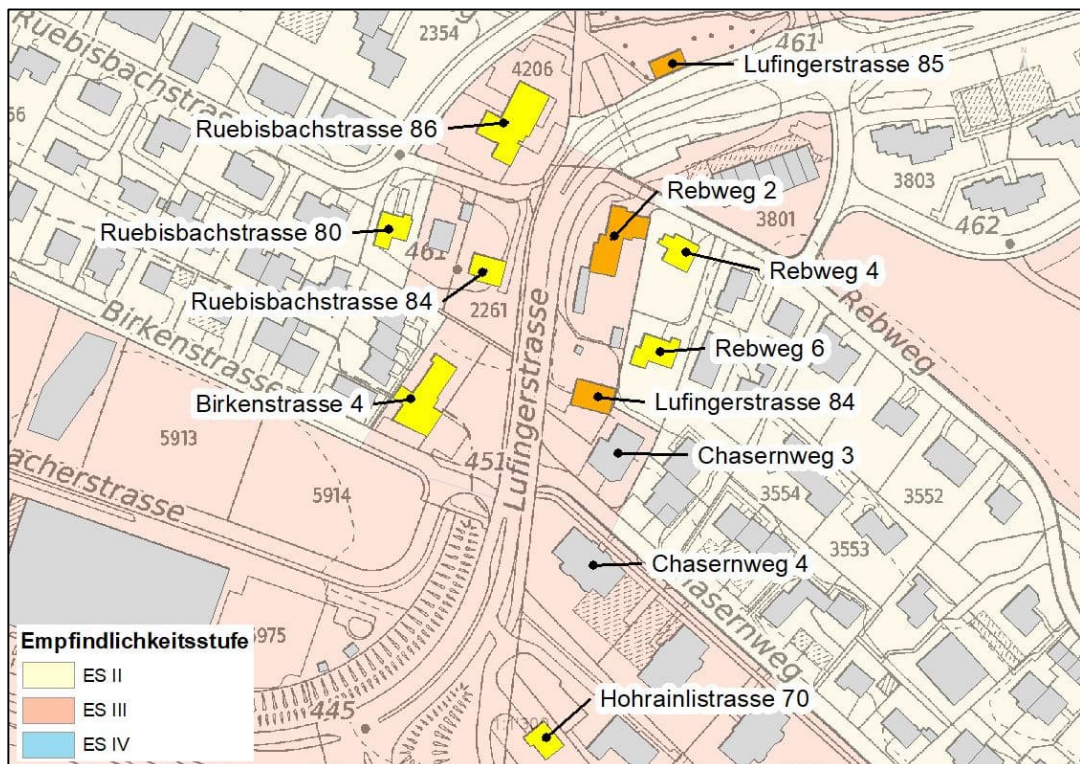 Ruebisbachstrasse
2354
461
Lufingerstrasse 85
4206
Ruebisbachstrasse 86
56
Rebweg 2
3803
3801
462
Ruebisbachstrasse 80
461
Rebweg 4
Ruebisbachstrasse 84
2261
Rebweg
Birkenstrasse
Lufingerstrasse
Rebweg 6
Birkenstrasse 4
Lufingerstrasse 84
5913
451
Chasernweg 3
acherstrasse
5914
3554
3552
3553
Chasernweg 4
hasernweg
5975
Empfindlichkeitsstufe
ES II
ES III
ES IV
445
Hohrainlistrasse 70